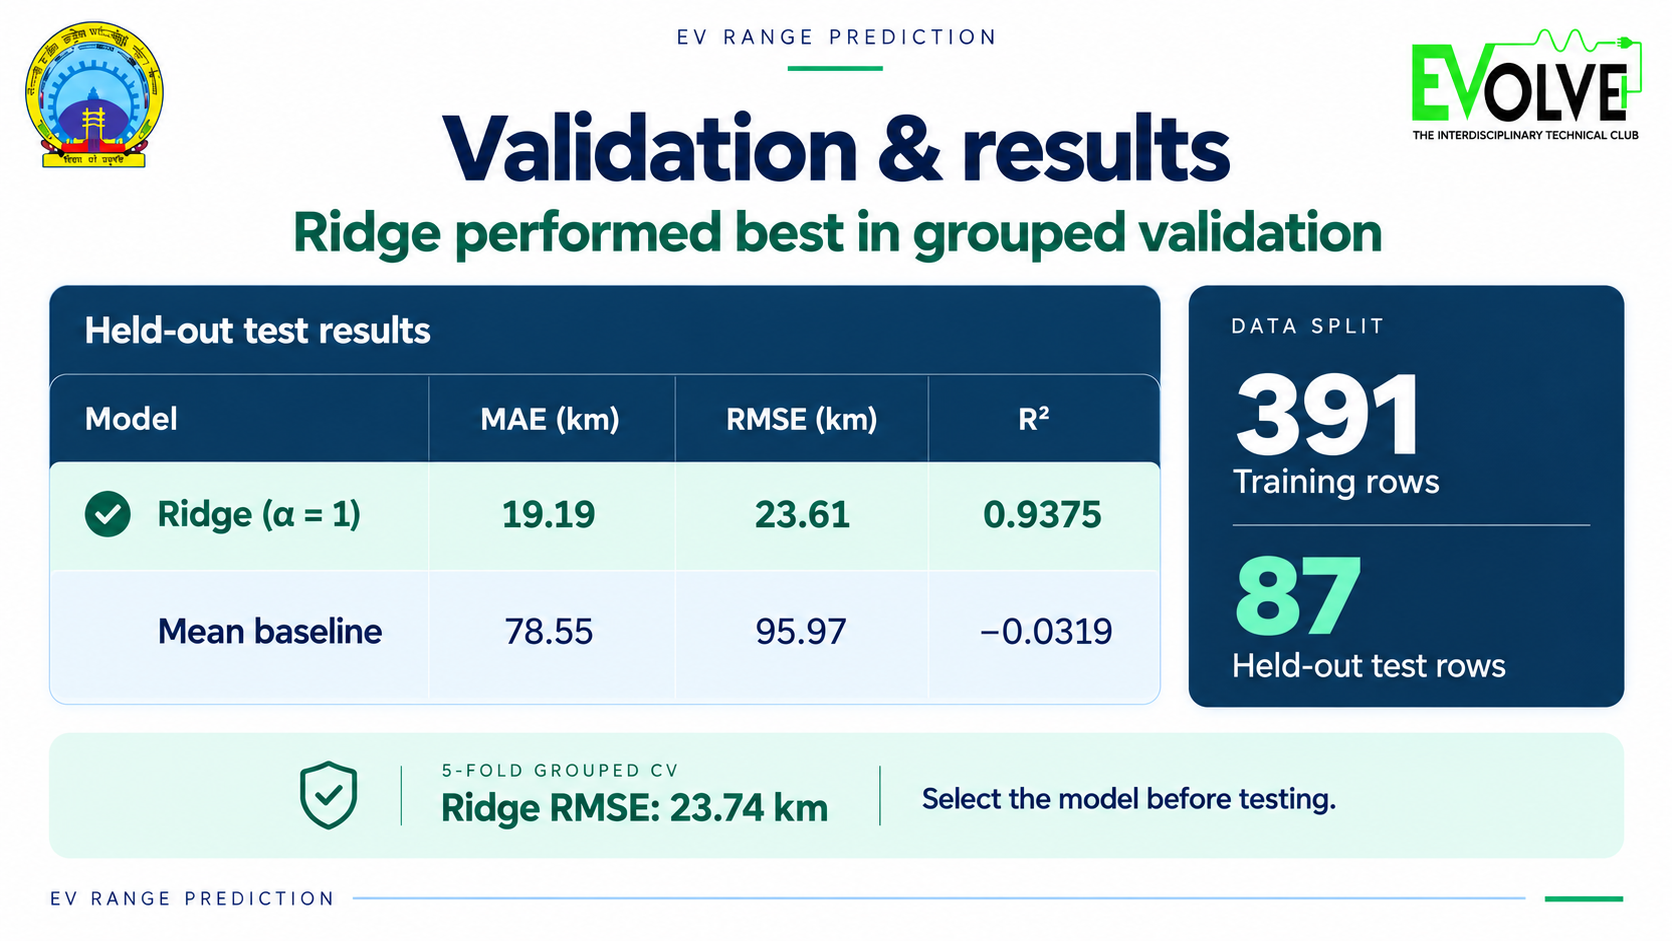 EV RANGE PREDICTION
EVOLVE
THE INTERDISCIPLINARY TECHNICAL CLUB
Validation & results
Ridge performed best in grouped validation
Held-out test results
Model MAE (km) RMSE (km) R²
Ridge (α = 1) 19.19 23.61 0.9375
Mean baseline 78.55 95.97 −0.0319
DATA SPLIT
391
Training rows
87
Held-out test rows
5-FOLD GROUPED CV
Ridge RMSE: 23.74 km
Select the model before testing.
EV RANGE PREDICTION